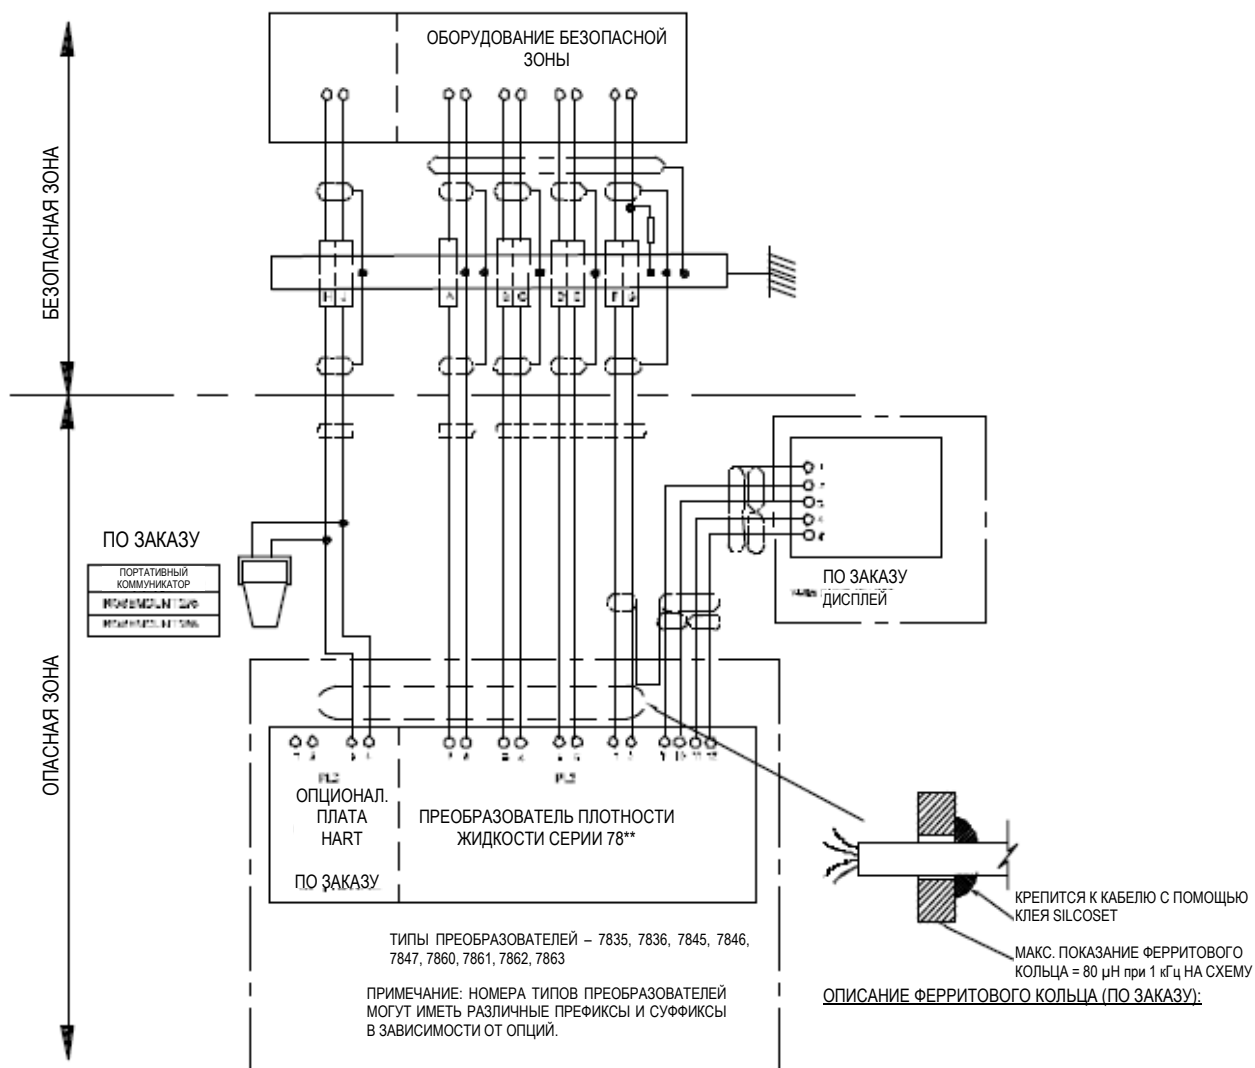 ОБОРУДОВАНИЕ БЕЗОПАСНОЙ
ЗОНЫ
БЕЗОПАСНАЯ ЗОНА
H J
A
B C
D E
F G
ОПАСНАЯ ЗОНА
ПО ЗАКАЗУ
ПОРТАТИВНЫЙ
КОММУНИКАТОР
ПО ЗАКАЗУ
ДИСПЛЕЙ
ОПЦИОНАЛ.
ПЛАТА
HART
ПО ЗАКАЗУ
ПРЕОБРАЗОВАТЕЛЬ ПЛОТНОСТИ
ЖИДКОСТИ СЕРИИ 78**
ТИПЫ ПРЕОБРАЗОВАТЕЛЕЙ – 7835, 7836, 7845, 7846,
7847, 7860, 7861, 7862, 7863
ПРИМЕЧАНИЕ: НОМЕРА ТИПОВ ПРЕОБРАЗОВАТЕЛЕЙ
МОГУТ ИМЕТЬ РАЗЛИЧНЫЕ ПРЕФИКСЫ И СУФФИКСЫ
В ЗАВИСИМОСТИ ОТ ОПЦИЙ.
КРЕПИТСЯ К КАБЕЛЮ С ПОМОЩЬЮ
КЛЕЯ SILCOSET
МАКС. ПОКАЗАНИЕ ФЕРРИТОВОГО
КОЛЬЦА = 80 µH при 1 кГц НА СХЕМУ
ОПИСАНИЕ ФЕРРИТОВОГО КОЛЬЦА (ПО ЗАКАЗУ):